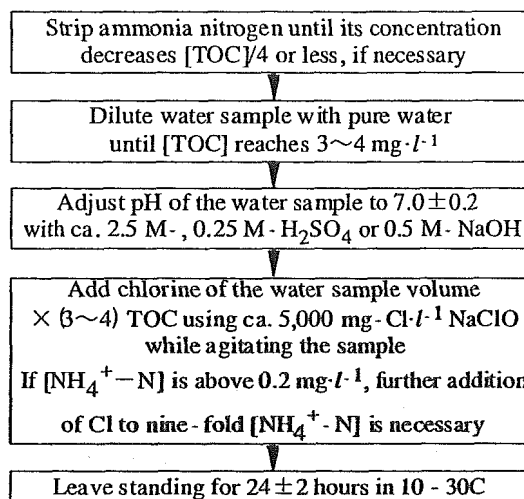 Strip ammonia nitrogen until its concentration
decreases [TOC]/4 or less, if necessary
Dilute water sample with pure water
until [TOC] reaches 3～4 mg·l⁻¹
Adjust pH of the water sample to 7.0±0.2
with ca. 2.5 M-, 0.25 M-H₂SO₄ or 0.5 M-NaOH
Add chlorine of the water sample volume
× (3～4) TOC using ca. 5,000 mg-Cl·l⁻¹ NaClO
while agitating the sample
If [NH₄⁺−N] is above 0.2 mg·l⁻¹, further addition
of Cl to nine-fold [NH₄⁺-N] is necessary
Leave standing for 24±2 hours in 10 - 30C